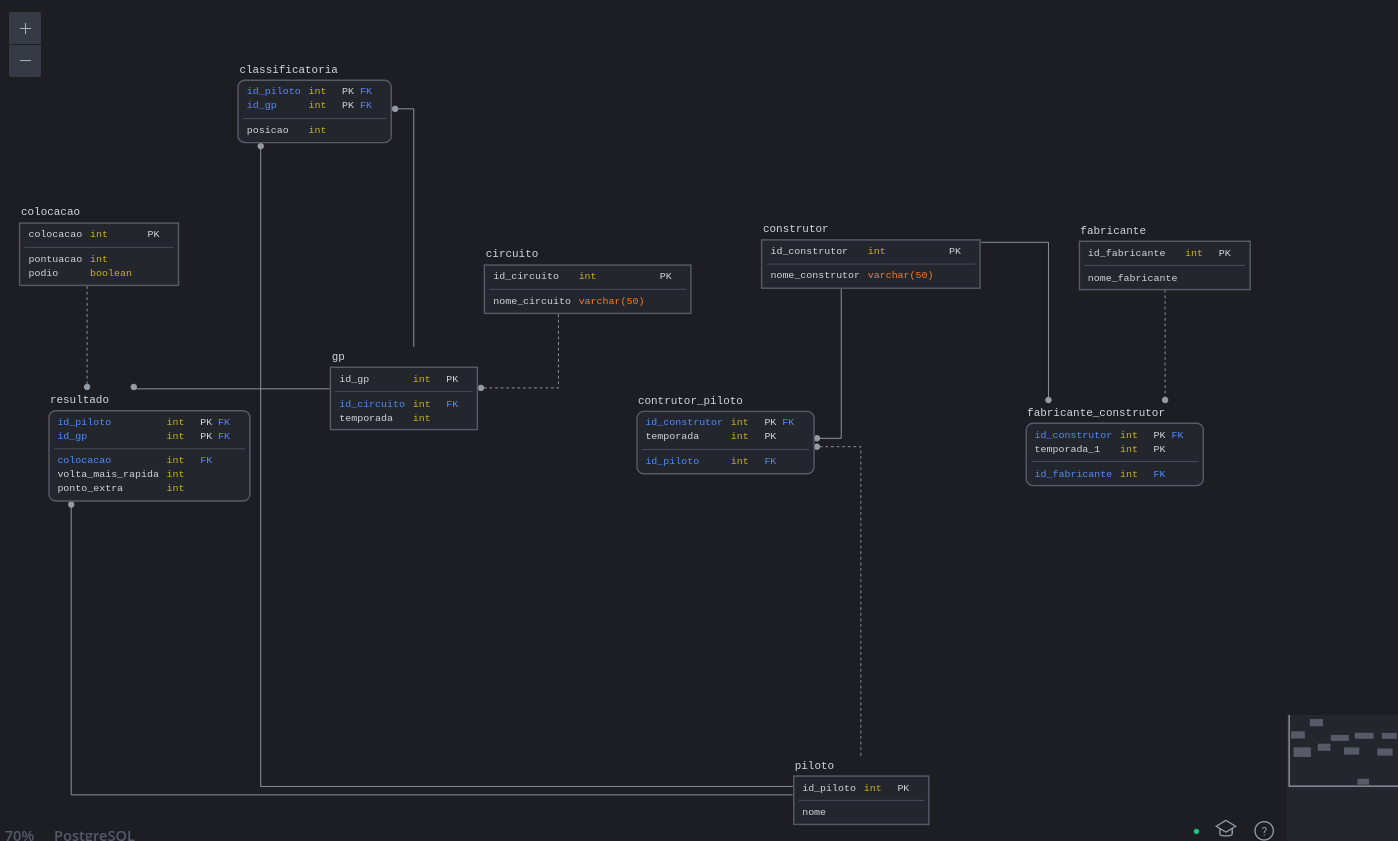 classificatoria
id_piloto int PK FK
id_gp int PK FK
posicao int
colocacao
colocacao int PK
pontuacao int
podio boolean
circuito
id_circuito int PK
nome_circuito varchar(50)
construtor
id_construtor int PK
nome_construtor varchar(50)
fabricante
id_fabricante int PK
nome_fabricante
gp
id_gp int PK
id_circuito int FK
temporada int
resultado
id_piloto int PK FK
id_gp int PK FK
colocacao int FK
volta_mais_rapida int
ponto_extra int
contrutor_piloto
id_construtor int PK FK
temporada int PK
id_piloto int FK
fabricante_construtor
id_construtor int PK FK
temporada_1 int PK
id_fabricante int FK
piloto
id_piloto int PK
nome
70% PostgreSQL
?